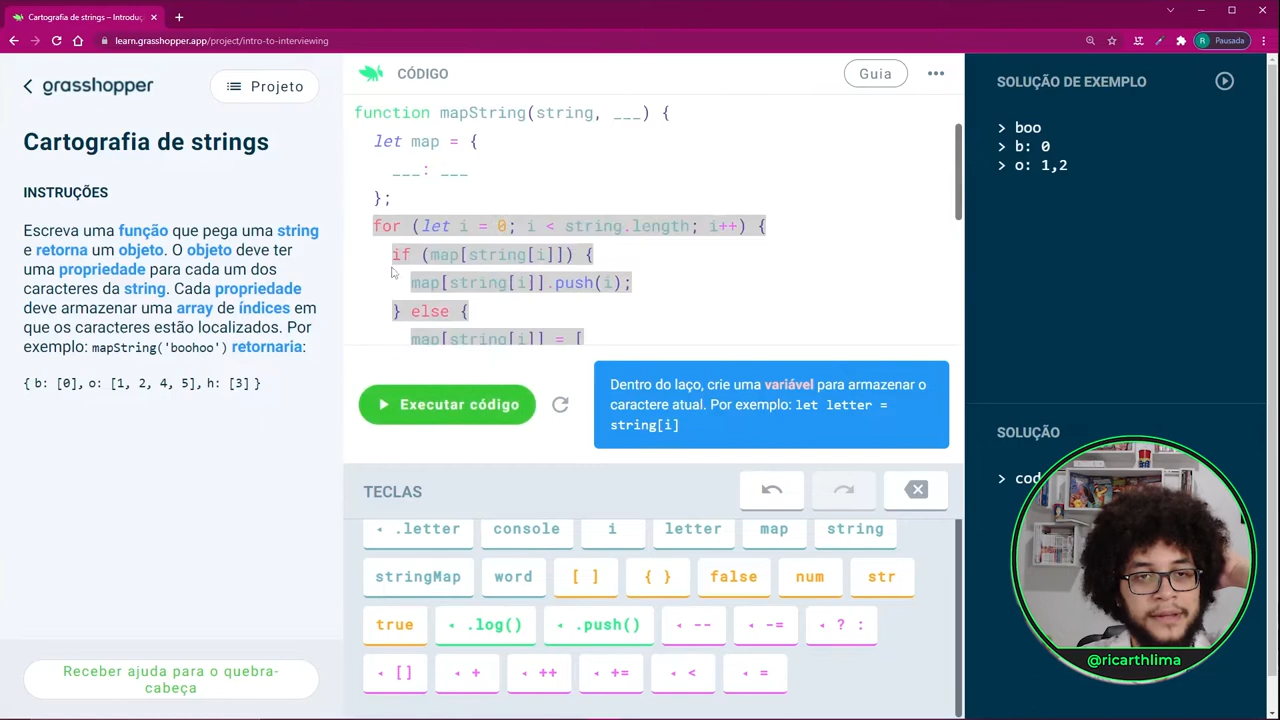 Cartografia de strings – Introdu
learn.grasshopper.app/project/intro-to-interviewing
R Pausada
grasshopper
Projeto
Cartografia de strings
INSTRUÇÕES
Escreva uma função que pega uma string
e retorna um objeto. O objeto deve ter
uma propriedade para cada um dos
caracteres da string. Cada propriedade
deve armazenar uma array de índices em
que os caracteres estão localizados. Por
exemplo: mapString('boohoo') retornaria:
{ b: [0], o: [1, 2, 4, 5], h: [3] }
Receber ajuda para o quebra-
cabeça
CÓDIGO
Guia
function mapString(string, ___) {
let map = {
___: ___
};
for (let i = 0; i < string.length; i++) {
if (map[string[i]]) {
map[string[i]].push(i);
} else {
map[string[i]] = [
Executar código
Dentro do laço, crie uma variável para armazenar o
caractere atual. Por exemplo: let letter =
string[i]
TECLAS
.letter console i letter map string
stringMap word [ ] { } false num str
true .log() .push() -- -= ? :
[] + ++ += < =
SOLUÇÃO DE EXEMPLO
> boo
> b: 0
> o: 1,2
SOLUÇÃO
> cod
@ricarthlima